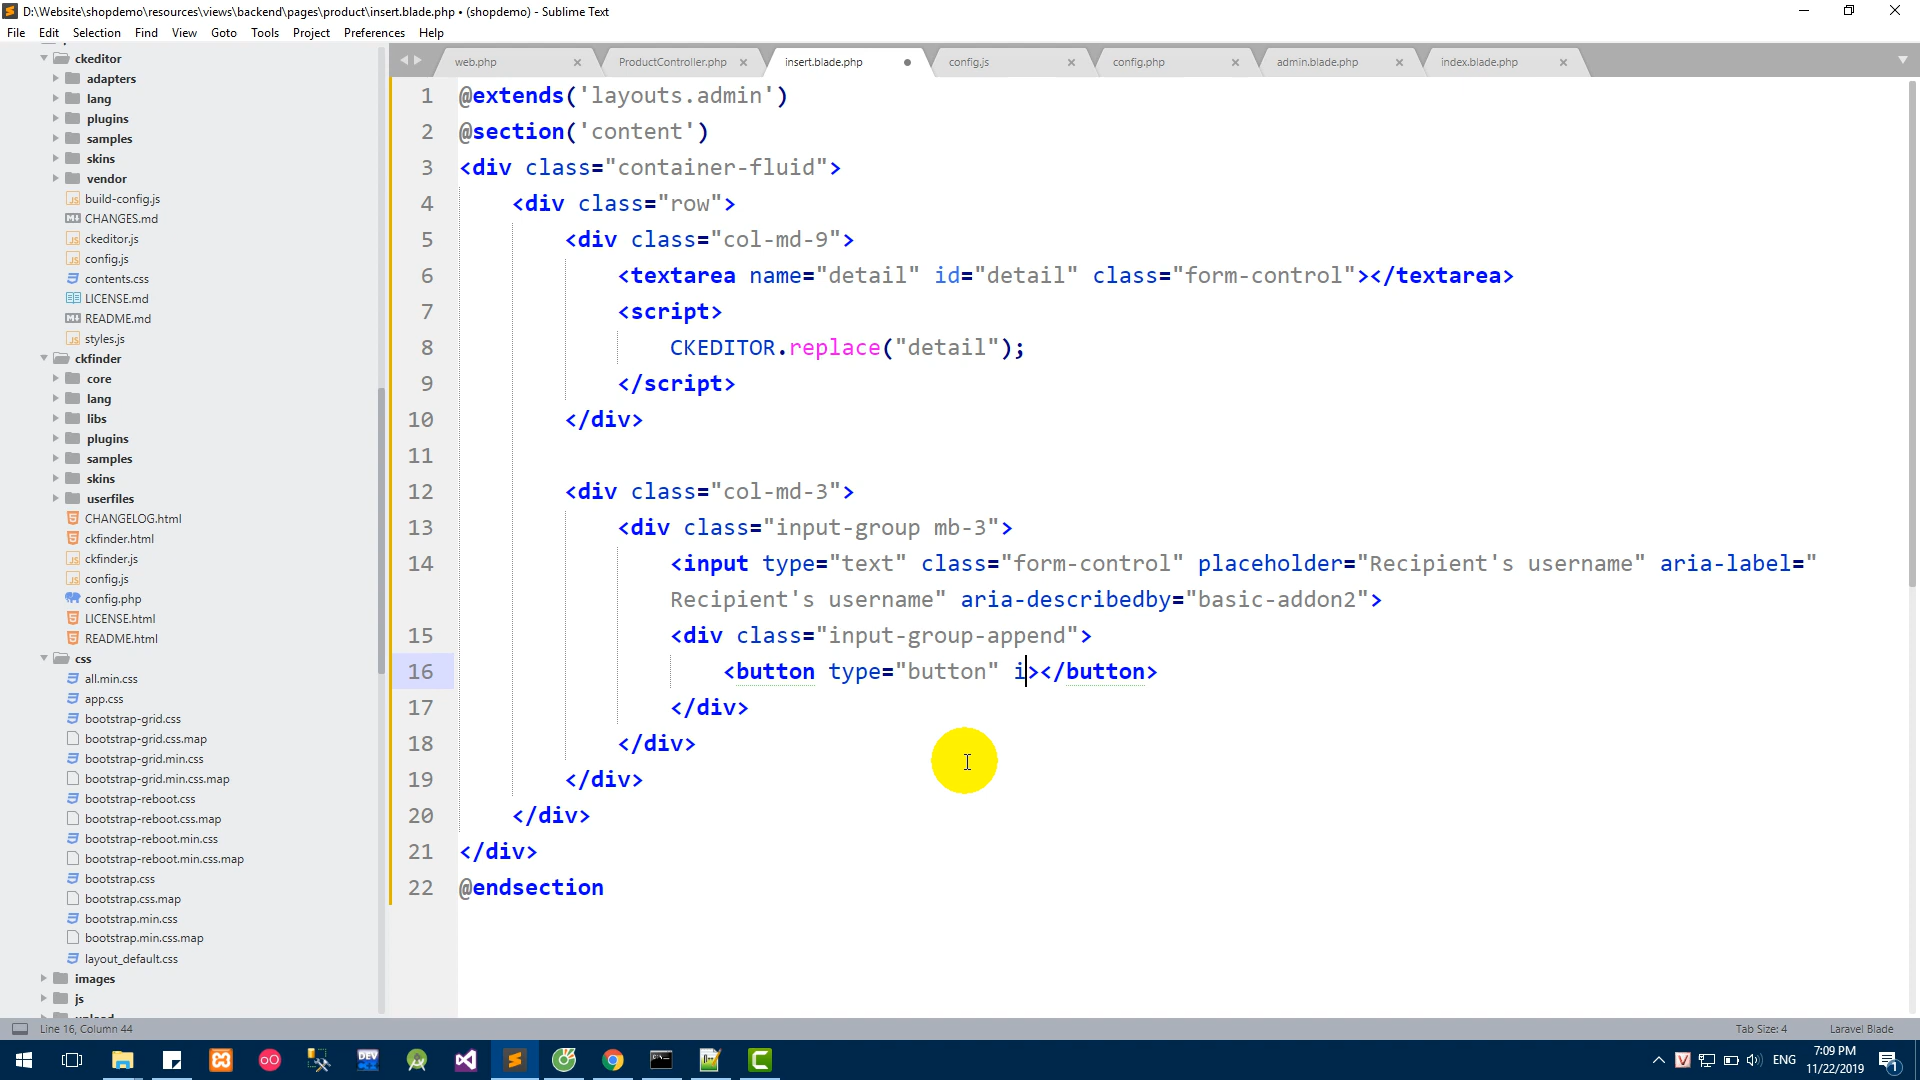 D:\Website\shopdemo\resources\views\backend\pages\product\insert.blade.php • (shopdemo) - Sublime Text
File Edit Selection Find View Goto Tools Project Preferences Help
web.php
ProductController.php
insert.blade.php
config.js
config.php
admin.blade.php
index.blade.php
ckeditor
adapters
lang
plugins
samples
skins
vendor
build-config.js
CHANGES.md
ckeditor.js
config.js
contents.css
LICENSE.md
README.md
styles.js
ckfinder
core
lang
libs
plugins
samples
skins
userfiles
CHANGELOG.html
ckfinder.html
ckfinder.js
config.js
config.php
LICENSE.html
README.html
css
all.min.css
app.css
bootstrap-grid.css
bootstrap-grid.css.map
bootstrap-grid.min.css
bootstrap-grid.min.css.map
bootstrap-reboot.css
bootstrap-reboot.css.map
bootstrap-reboot.min.css
bootstrap-reboot.min.css.map
bootstrap.css
bootstrap.css.map
bootstrap.min.css
bootstrap.min.css.map
layout_default.css
images
js
1 @extends('layouts.admin')
2 @section('content')
3 <div class="container-fluid">
4 <div class="row">
5 <div class="col-md-9">
6 <textarea name="detail" id="detail" class="form-control"></textarea>
7 <script>
8 CKEDITOR.replace("detail");
9 </script>
10 </div>
11
12 <div class="col-md-3">
13 <div class="input-group mb-3">
14 <input type="text" class="form-control" placeholder="Recipient's username" aria-label="
Recipient's username" aria-describedby="basic-addon2">
15 <div class="input-group-append">
16 <button type="button" i></button>
17 </div>
18 </div>
19 </div>
20 </div>
21 </div>
22 @endsection
Line 16, Column 44
Tab Size: 4
Laravel Blade
DEV
ENG
7:09 PM
11/22/2019
1